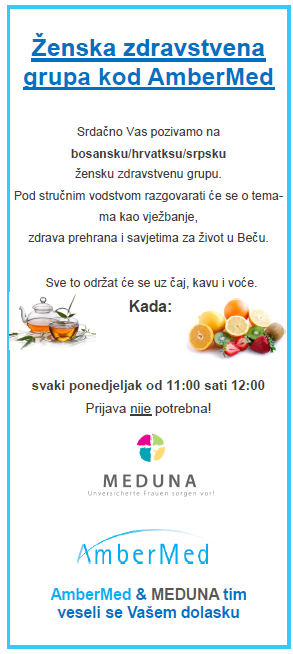 Ženska zdravstvena
grupa kod AmberMed
Srdačno Vas pozivamo na
bosansku/hrvatksu/srpsku
žensku zdravstvenu grupu.
Pod stručnim vodstvom razgovarati će se o tema-
ma kao vježbanje,
zdrava prehrana i savjetima za život u Beču.
Sve to održat će se uz čaj, kavu i voće.
Kada:
svaki ponedjeljak od 11:00 sati 12:00
Prijava nije potrebna!
MEDUNA
Unversicherte Frauen sorgen vor!
AmberMed
AmberMed & MEDUNA tim
veseli se Vašem dolasku